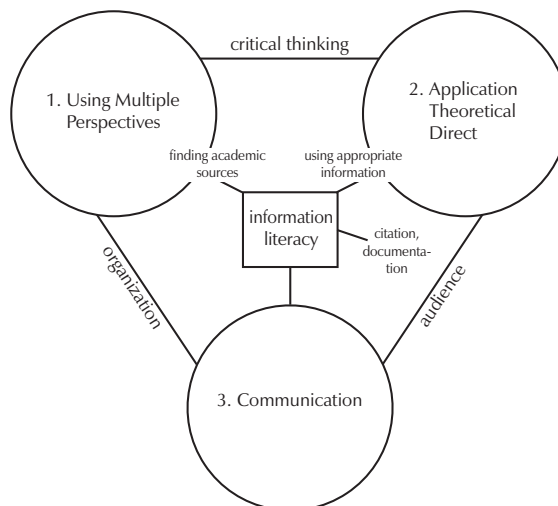 critical thinking
1. Using Multiple
Perspectives
2. Application
Theoretical
Direct
finding academic
sources
using appropriate
information
information
literacy
citation,
documenta-
tion
organization
audience
3. Communication